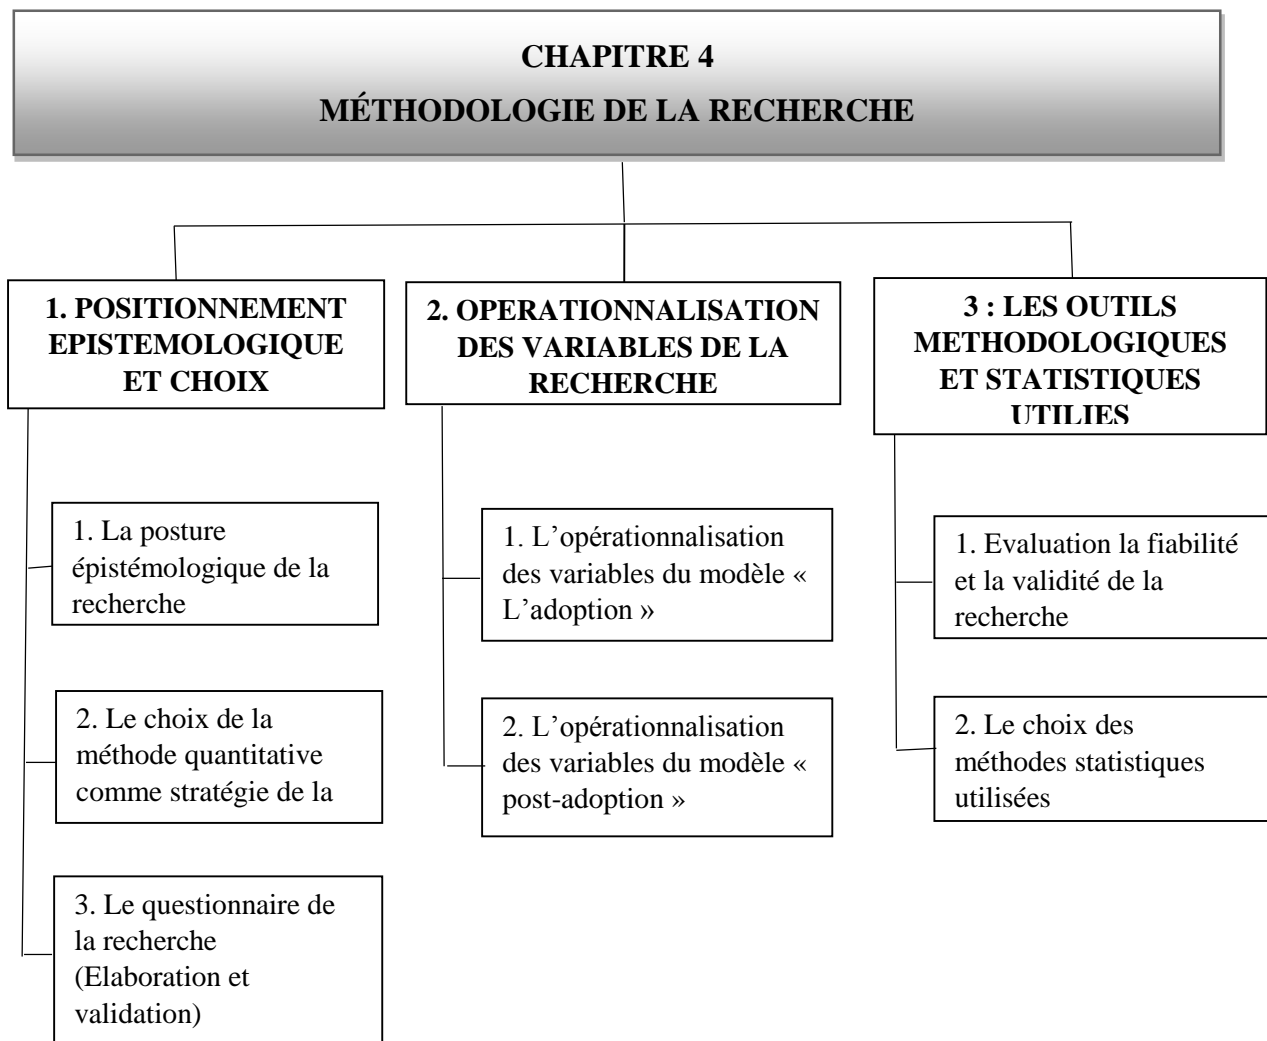 CHAPITRE 4
MÉTHODOLOGIE DE LA RECHERCHE
1. POSITIONNEMENT
EPISTEMOLOGIQUE
ET CHOIX
1. La posture
épistémologique de la
recherche
2. Le choix de la
méthode quantitative
comme stratégie de la
3. Le questionnaire de
la recherche
(Elaboration et
validation)
2. OPERATIONNALISATION
DES VARIABLES DE LA
RECHERCHE
1. L’opérationnalisation
des variables du modèle «
L’adoption »
2. L’opérationnalisation
des variables du modèle «
post-adoption »
3 : LES OUTILS
METHODOLOGIQUES
ET STATISTIQUES
UTILIES
1. Evaluation la fiabilité
et la validité de la
recherche
2. Le choix des
méthodes statistiques
utilisées